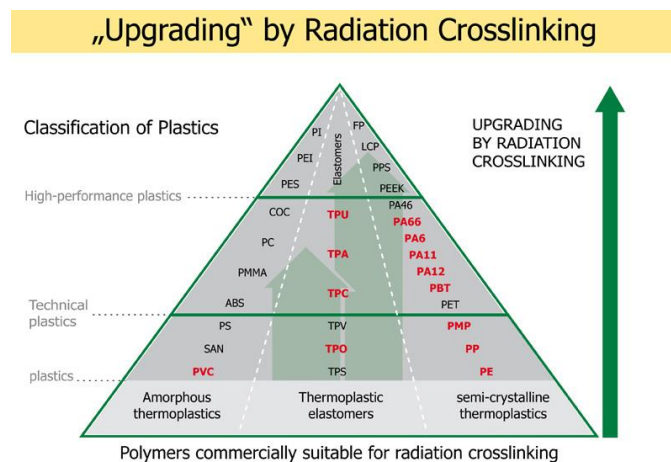 „Upgrading“ by Radiation Crosslinking
Classification of Plastics
UPGRADING
BY RADIATION
CROSSLINKING
High-performance plastics
Technical
plastics
plastics
PI
PEI
PES
Elastomers
FP
LCP
PPS
PEEK
COC
PC
PMMA
ABS
TPU
TPA
TPC
PA46
PA66
PA6
PA11
PA12
PBT
PET
PS
SAN
PVC
TPV
TPO
TPS
PMP
PP
PE
Amorphous
thermoplastics
Thermoplastic
elastomers
semi-crystalline
thermoplastics
Polymers commercially suitable for radiation crosslinking